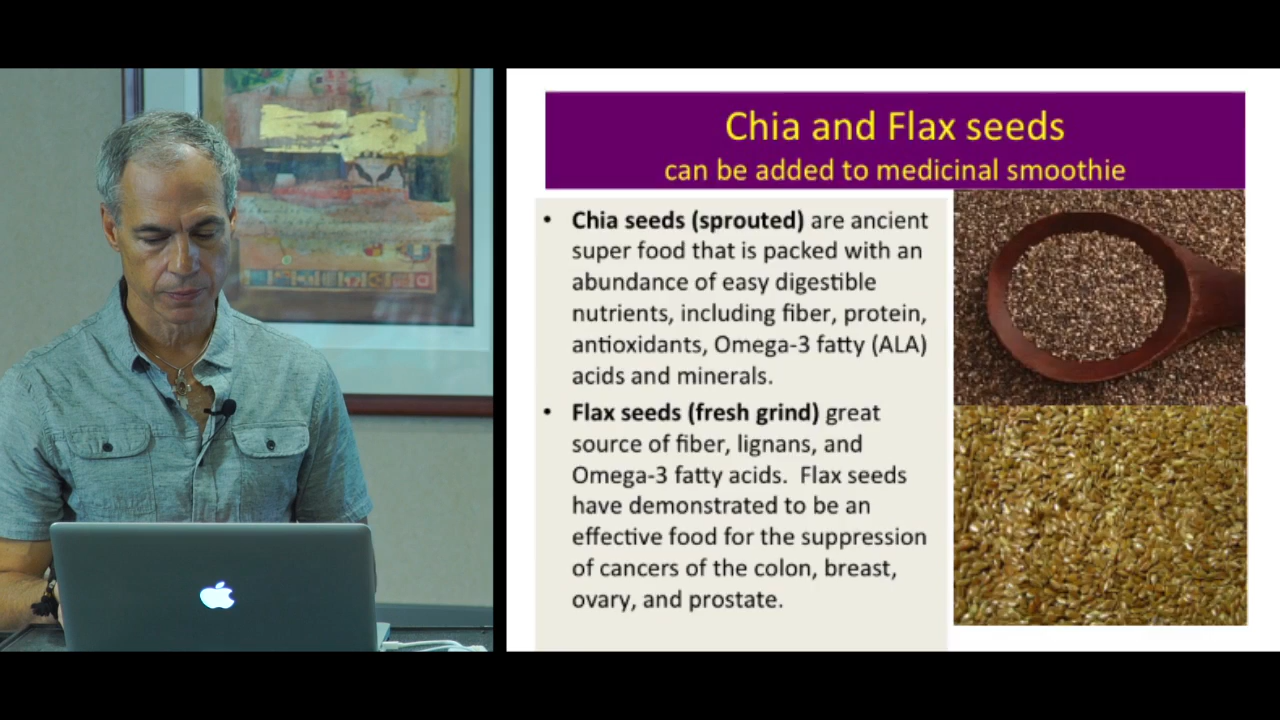 Chia and Flax seeds
can be added to medicinal smoothie
• Chia seeds (sprouted) are ancient
super food that is packed with an
abundance of easy digestible
nutrients, including fiber, protein,
antioxidants, Omega-3 fatty (ALA)
acids and minerals.
• Flax seeds (fresh grind) great
source of fiber, lignans, and
Omega-3 fatty acids.  Flax seeds
have demonstrated to be an
effective food for the suppression
of cancers of the colon, breast,
ovary, and prostate.